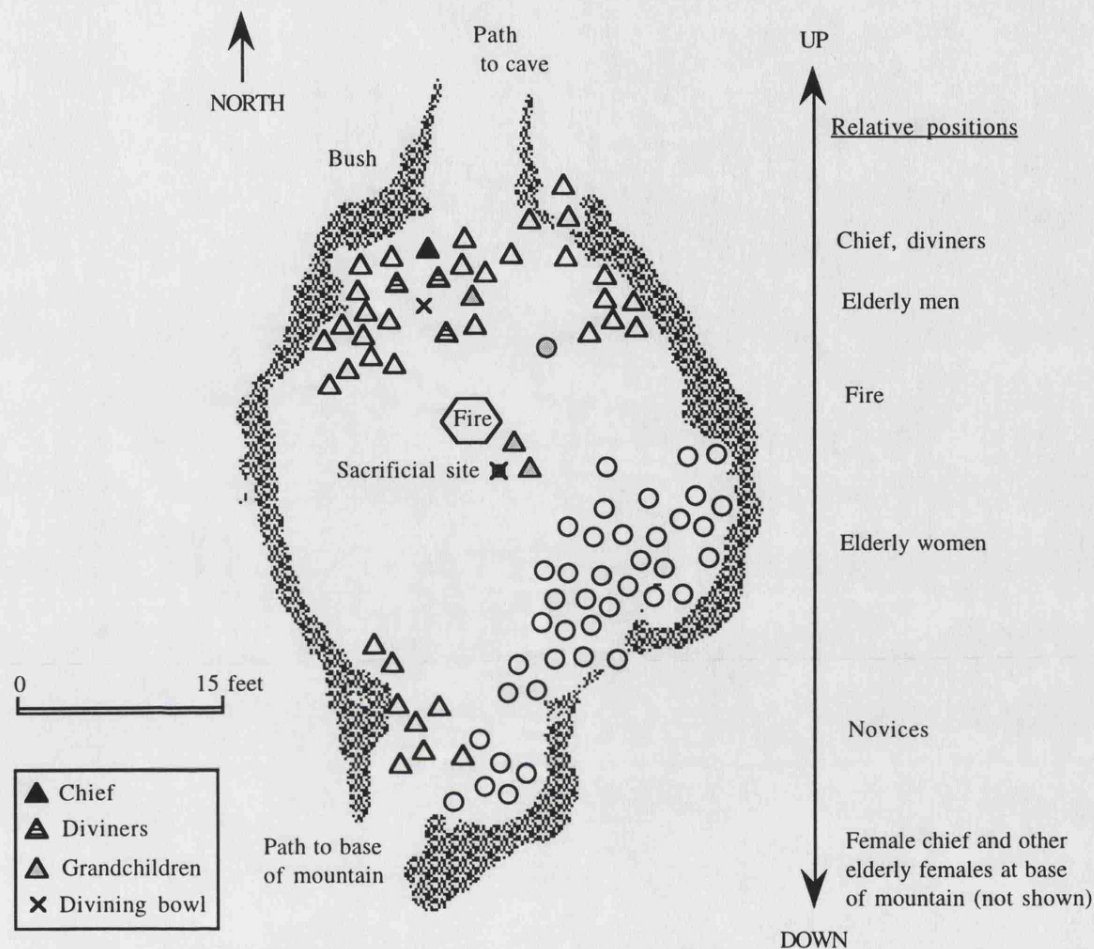 Path
to cave
UP
NORTH
Relative positions
Bush
Chief, diviners
Elderly men
Fire
Fire
Sacrificial site
Elderly women
0 15 feet
Novices
Chief
Diviners
Grandchildren
Divining bowl
Path to base
of mountain
Female chief and other
elderly females at base
of mountain (not shown)
DOWN